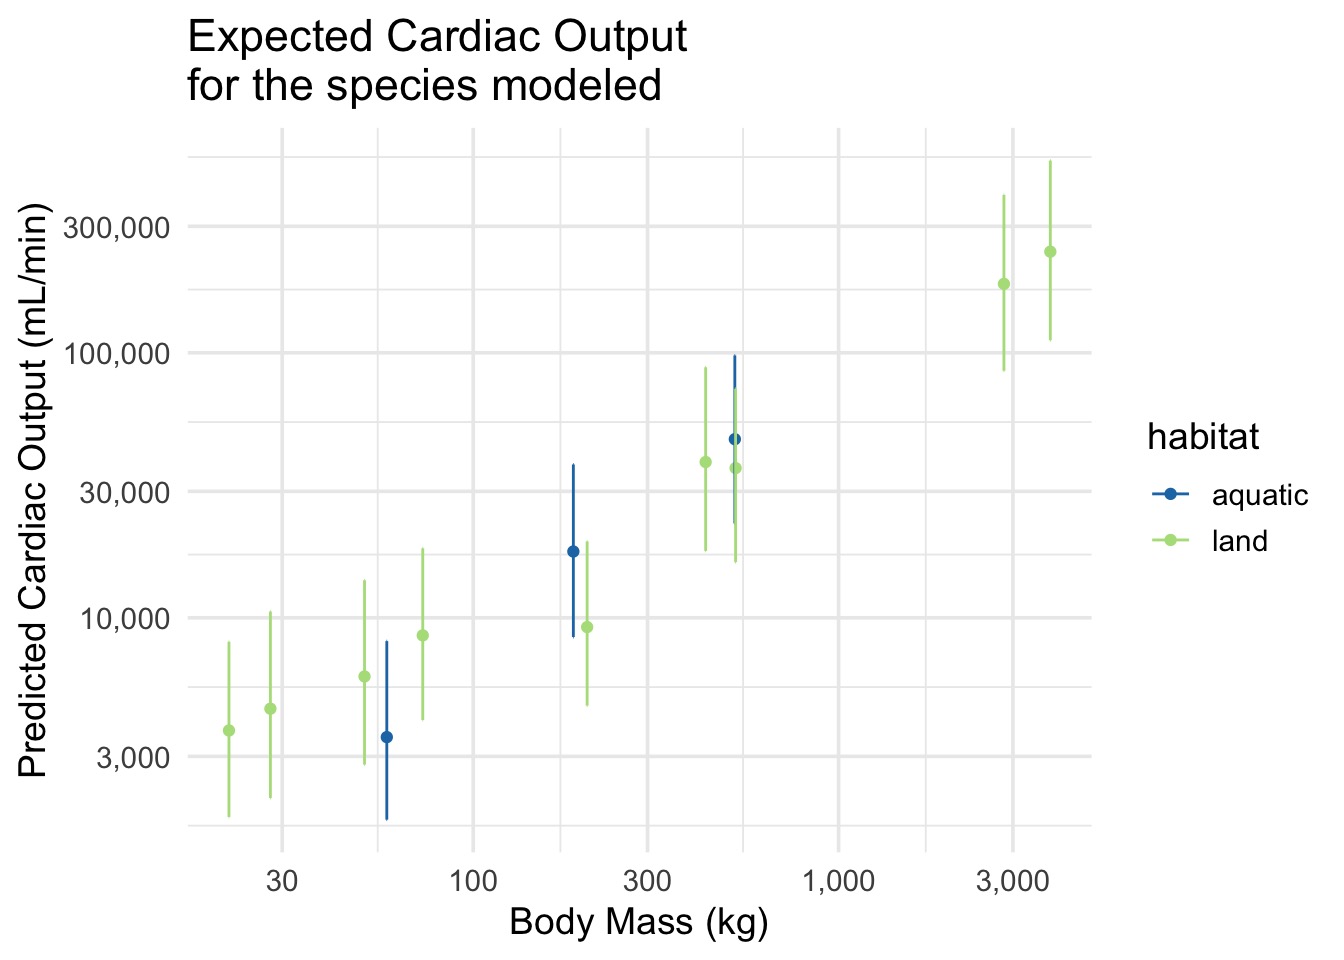 Expected Cardiac Output
for the species modeled
Predicted Cardiac Output (mL/min)
300,000
100,000
30,000
10,000
3,000
30
100
300
1,000
3,000
Body Mass (kg)
habitat
aquatic
land